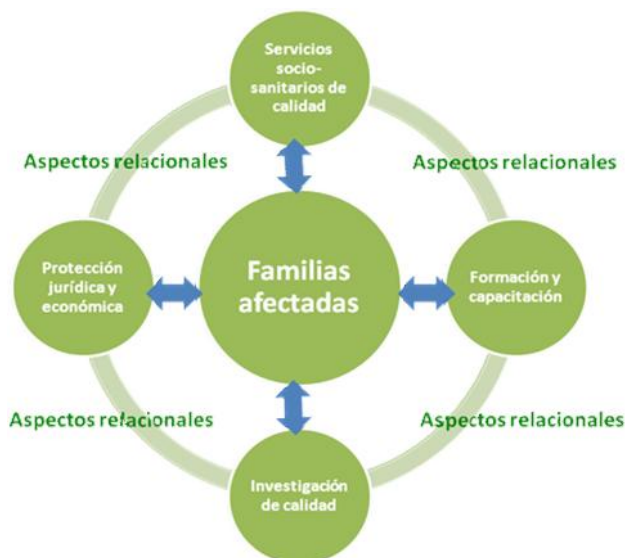 Servicios
socio-
sanitarios de
calidad
Aspectos relacionales
Aspectos relacionales
Protección
jurídica y
económica
Familias
afectadas
Formación y
capacitación
Aspectos relacionales
Aspectos relacionales
Investigación
de calidad